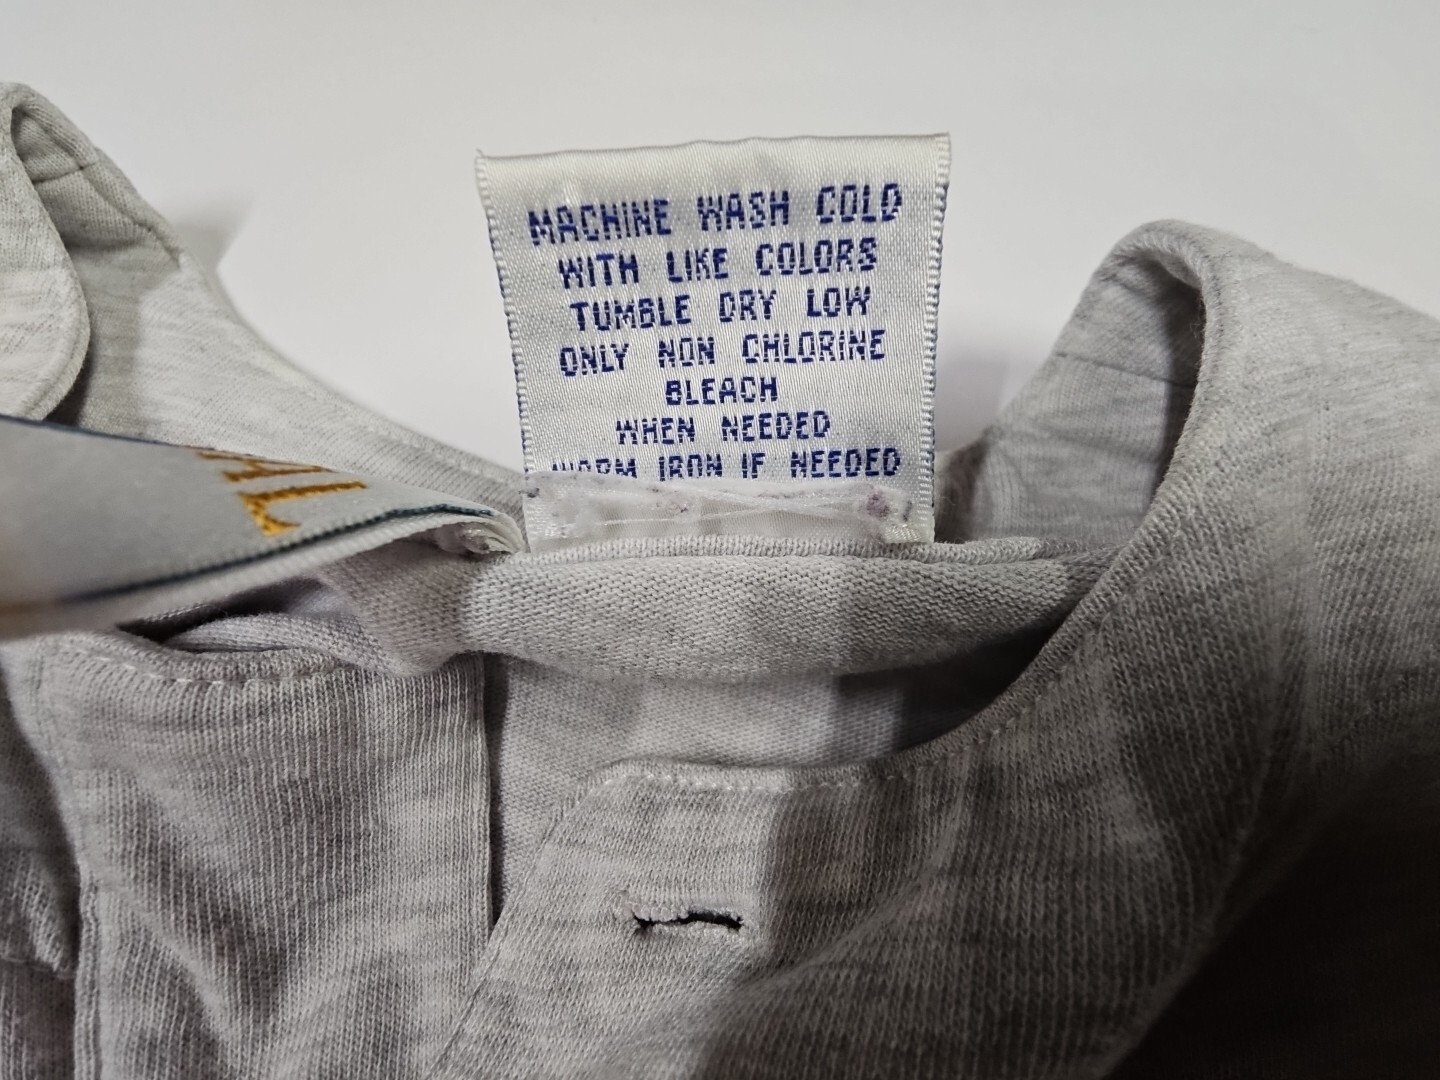 MACHINE WASH COLD
WITH LIKE COLORS
TUMBLE DRY LOW
ONLY NON CHLORINE
BLEACH
WHEN NEEDED
WARM IRON IF NEEDED